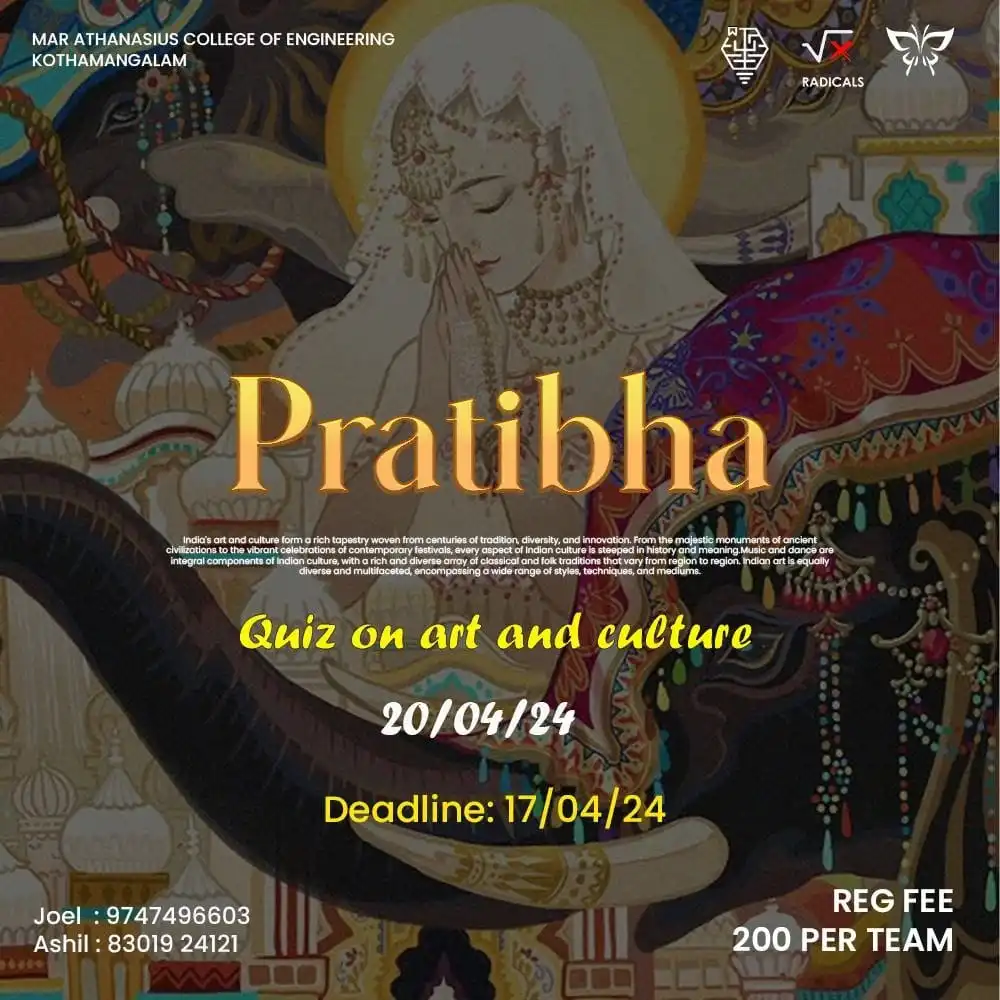 MAR ATHANASIUS COLLEGE OF ENGINEERING
KOTHAMANGALAM
RADICALS
Pratibha
India's art and culture form a rich tapestry woven from centuries of tradition, diversity, and innovation. From the majestic monuments of ancient
civilizations to the vibrant celebrations of contemporary festivals, every aspect of Indian culture is steeped in history and meaning.Music and dance are
integral components of Indian culture, with a rich and diverse array of classical and folk traditions that vary from region to region. Indian art is equally
diverse and multifaceted, encompassing a wide range of styles, techniques, and mediums.
Quiz on art and culture
20/04/24
Deadline: 17/04/24
Joel : 9747496603
Ashil : 83019 24121
REG FEE
200 PER TEAM